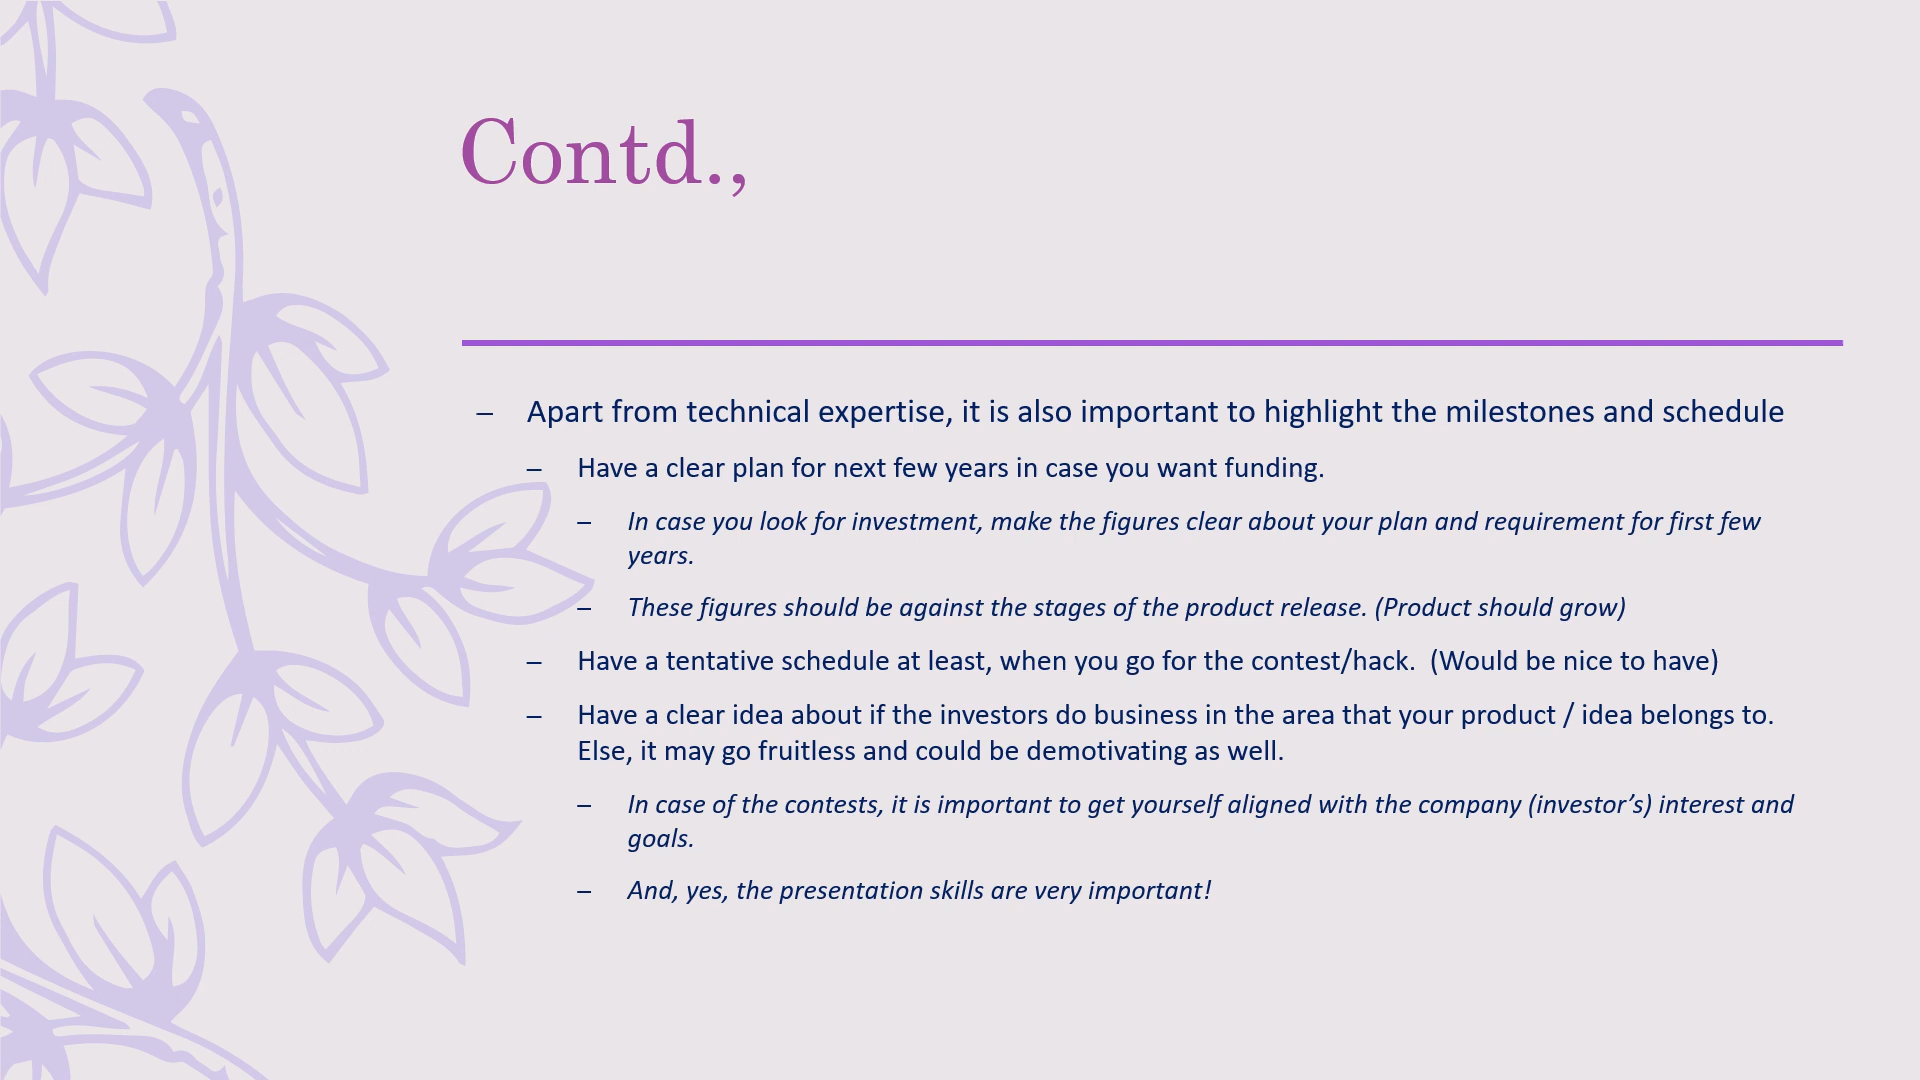 Contd.,
– Apart from technical expertise, it is also important to highlight the milestones and schedule
– Have a clear plan for next few years in case you want funding.
– In case you look for investment, make the figures clear about your plan and requirement for first few
years.
– These figures should be against the stages of the product release. (Product should grow)
– Have a tentative schedule at least, when you go for the contest/hack.  (Would be nice to have)
– Have a clear idea about if the investors do business in the area that your product / idea belongs to.
Else, it may go fruitless and could be demotivating as well.
– In case of the contests, it is important to get yourself aligned with the company (investor’s) interest and
goals.
– And, yes, the presentation skills are very important!